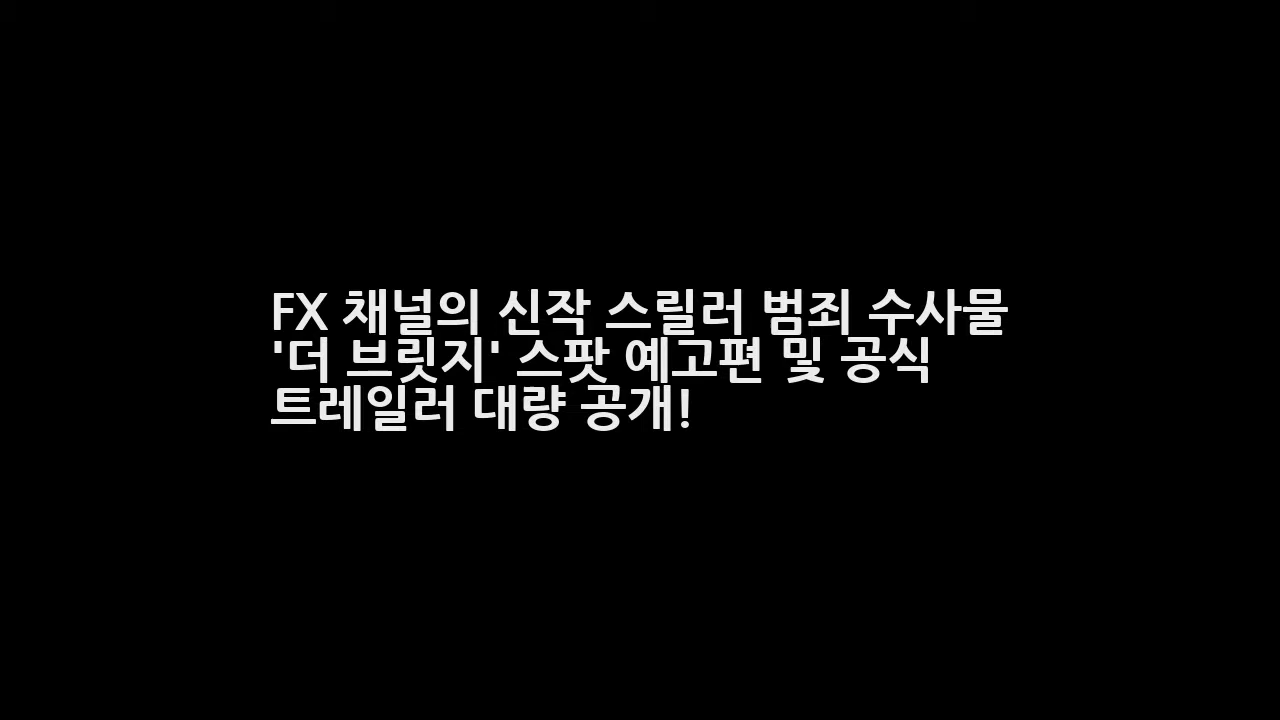 FX 채널의 신작 스릴러 범죄 수사물
'더 브릿지' 스팟 예고편 및 공식
트레일러 대량 공개!